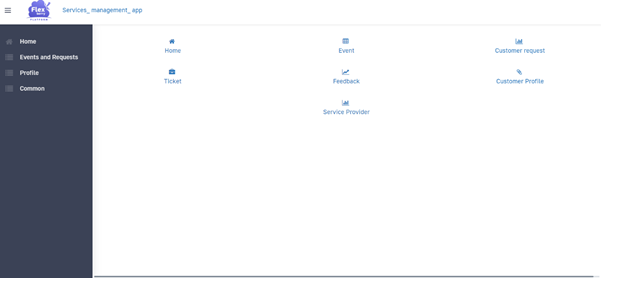 Flex
Services_ management_ app
Home
Events and Requests
Profile
Common
Home
Event
Customer request
Ticket
Feedback
Customer Profile
Service Provider